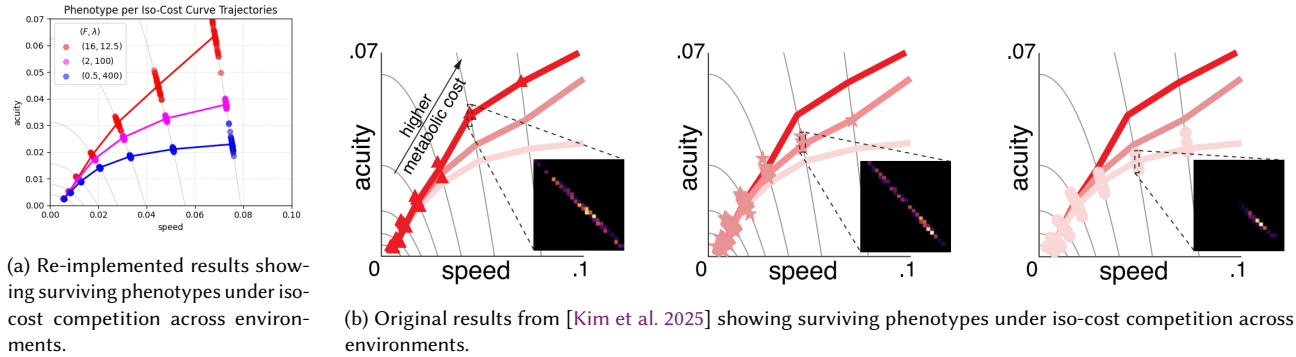 Phenotype per Iso-Cost Curve Trajectories
0.07
0.06
0.05
0.04
0.03
0.02
0.01
0.00
acuity
(F, λ)
(16, 12.5)
(2, 100)
(0.5, 400)
0.00 0.02 0.04 0.06 0.08 0.10
speed
(a) Re-implemented results show-
ing surviving phenotypes under iso-
cost competition across environ-
ments.
.07
acuity
higher
metabolic cost
0 speed .1
.07
acuity
0 speed .1
.07
acuity
0 speed .1
(b) Original results from [Kim et al. 2025] showing surviving phenotypes under iso-cost competition across
environments.